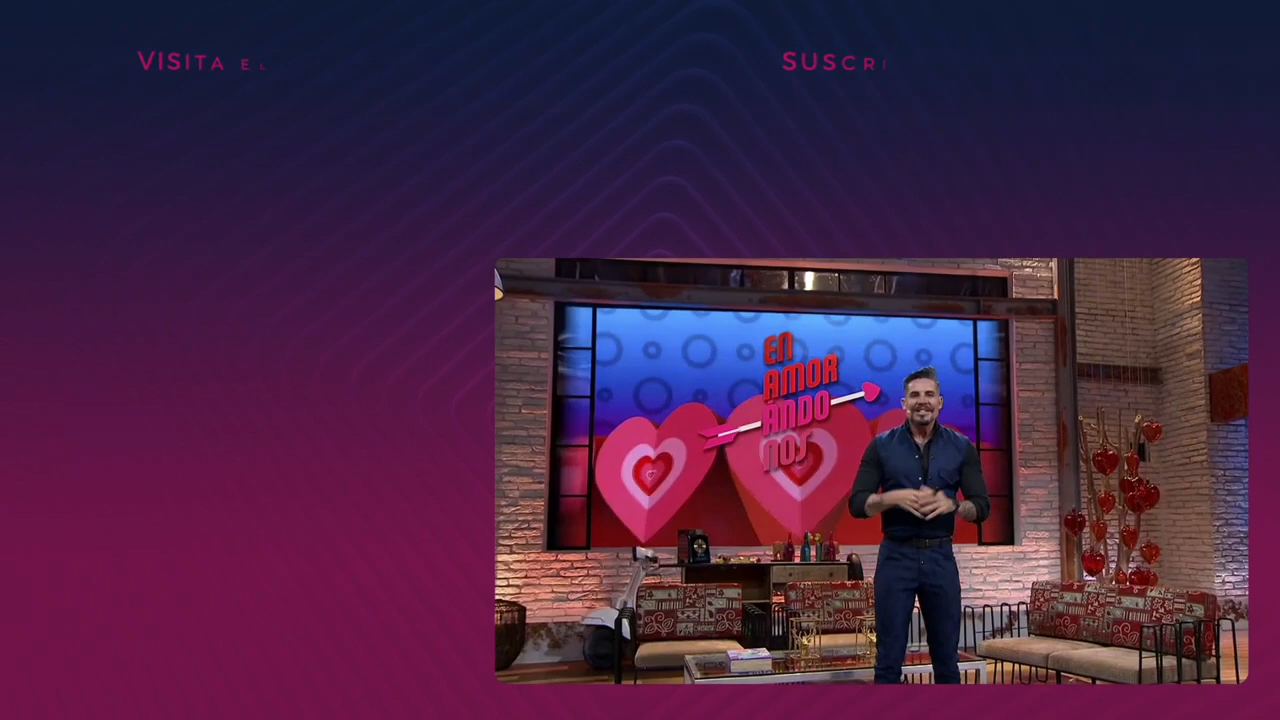 VISITA EL
SUSCRI
EN
AMOR
ANDO
NOS